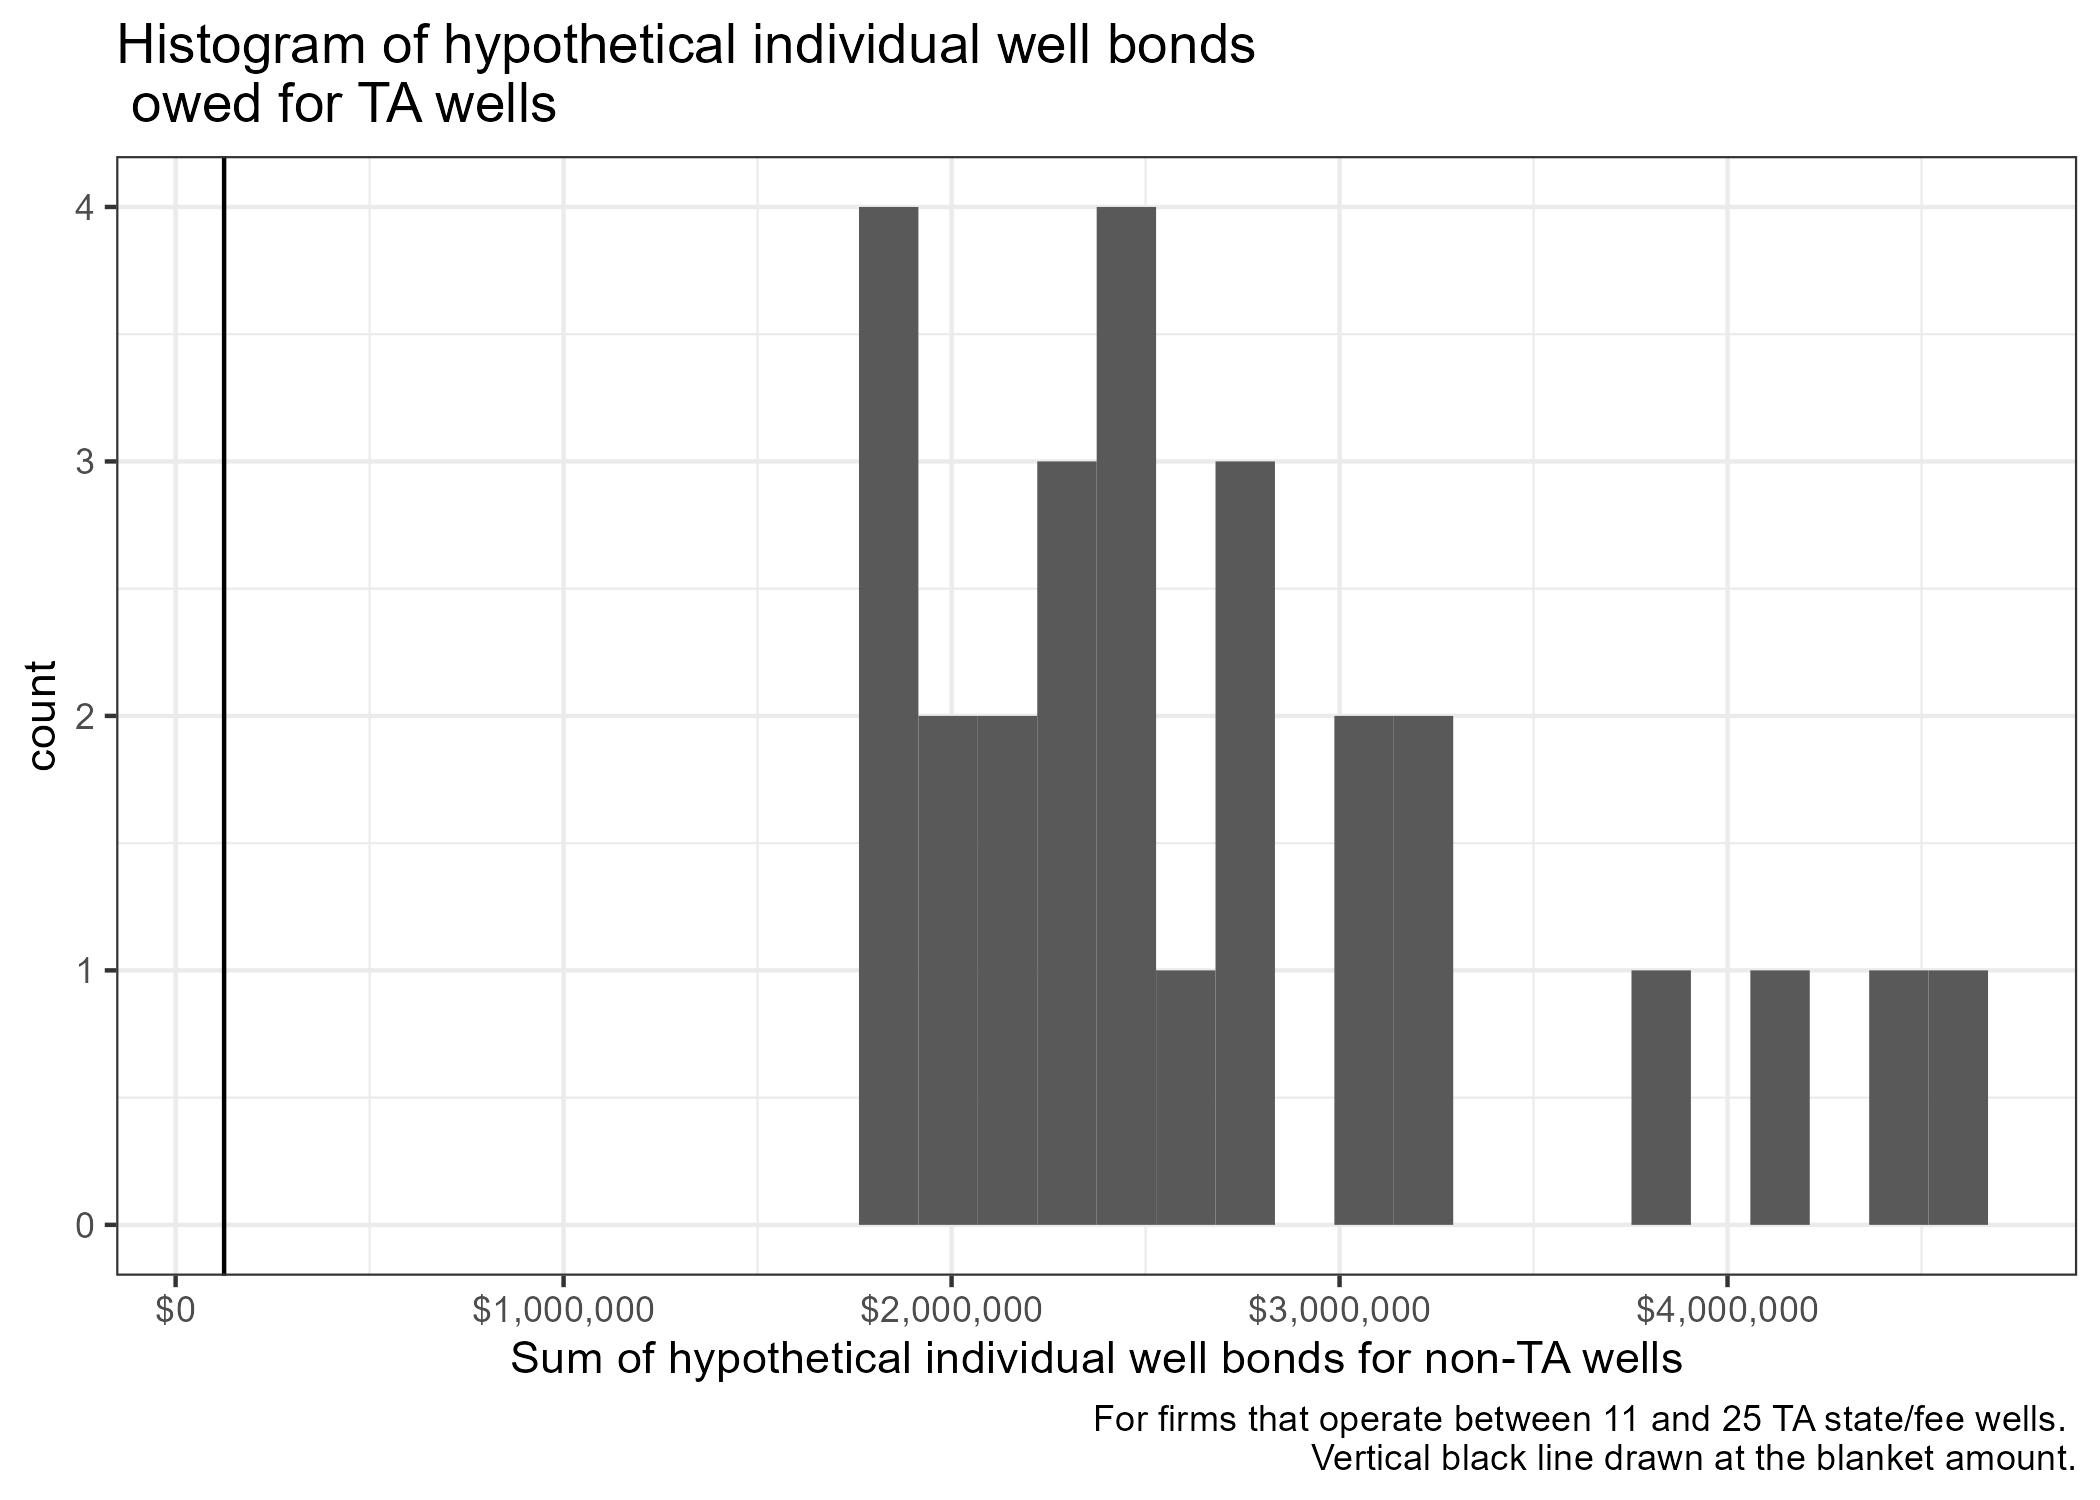 Histogram of hypothetical individual well bonds
owed for TA wells
count
4
3
2
1
0
$0
$1,000,000
$2,000,000
$3,000,000
$4,000,000
Sum of hypothetical individual well bonds for non-TA wells
For firms that operate between 11 and 25 TA state/fee wells.
Vertical black line drawn at the blanket amount.